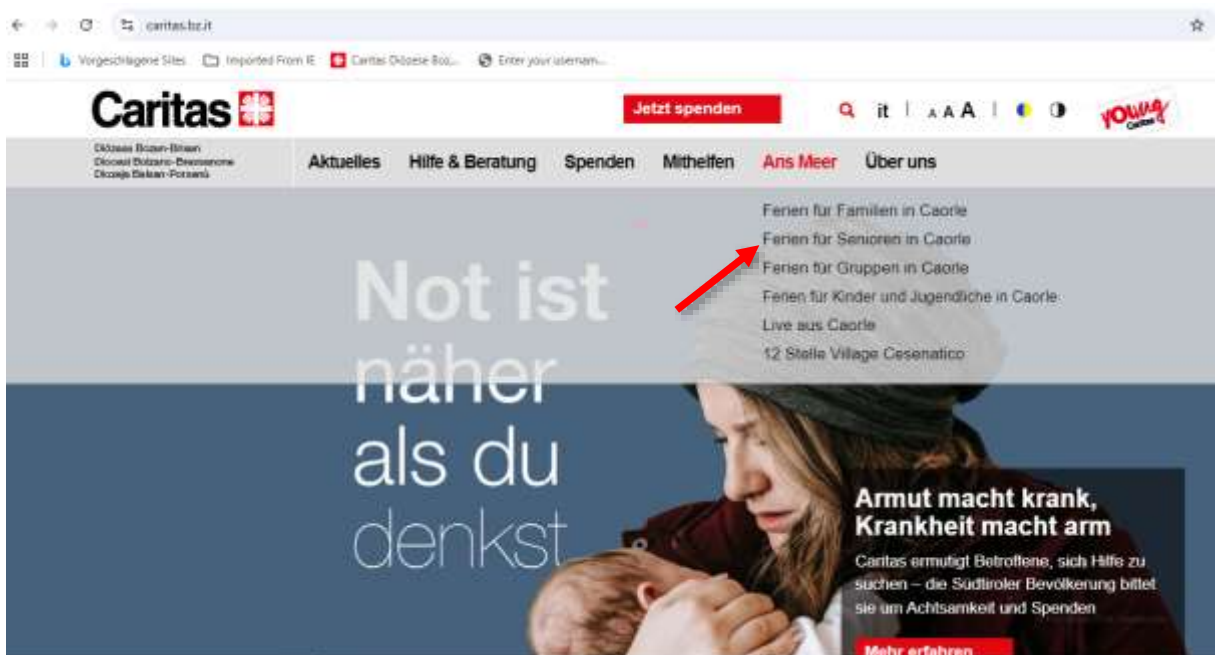 caritas.bz.it
Vorgeschlagene Sites Imported From IE Caritas Diözese Boz... Enter your usernam...
Caritas
Jetzt spenden
it | A A A |
young
Caritas
Diözese Bozen-Brixen
Diocesi Bolzano-Bressanone
Diozeja Balsan-Porsenù
Aktuelles Hilfe & Beratung Spenden Mithelfen Ans Meer Über uns
Ferien für Familien in Caorle
Ferien für Senioren in Caorle
Ferien für Gruppen in Caorle
Ferien für Kinder und Jugendliche in Caorle
Live aus Caorle
12 Stelle Village Cesenatico
Not ist
näher
als du
denkst
Armut macht krank,
Krankheit macht arm
Caritas ermutigt Betroffene, sich Hilfe zu
suchen – die Südtiroler Bevölkerung bittet
sie um Achtsamkeit und Spenden
Mehr erfahren